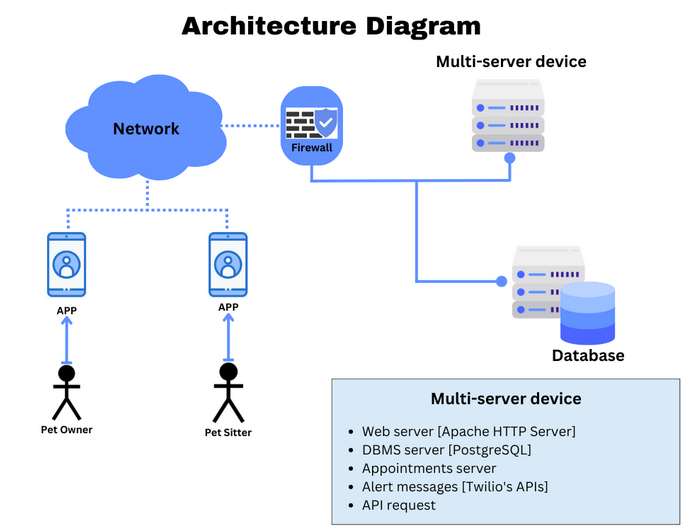 Architecture Diagram
Multi-server device
Network
Firewall
APP
APP
Pet Owner
Pet Sitter
Database
Multi-server device
• Web server [Apache HTTP Server]
• DBMS server [PostgreSQL]
• Appointments server
• Alert messages [Twilio's APIs]
• API request